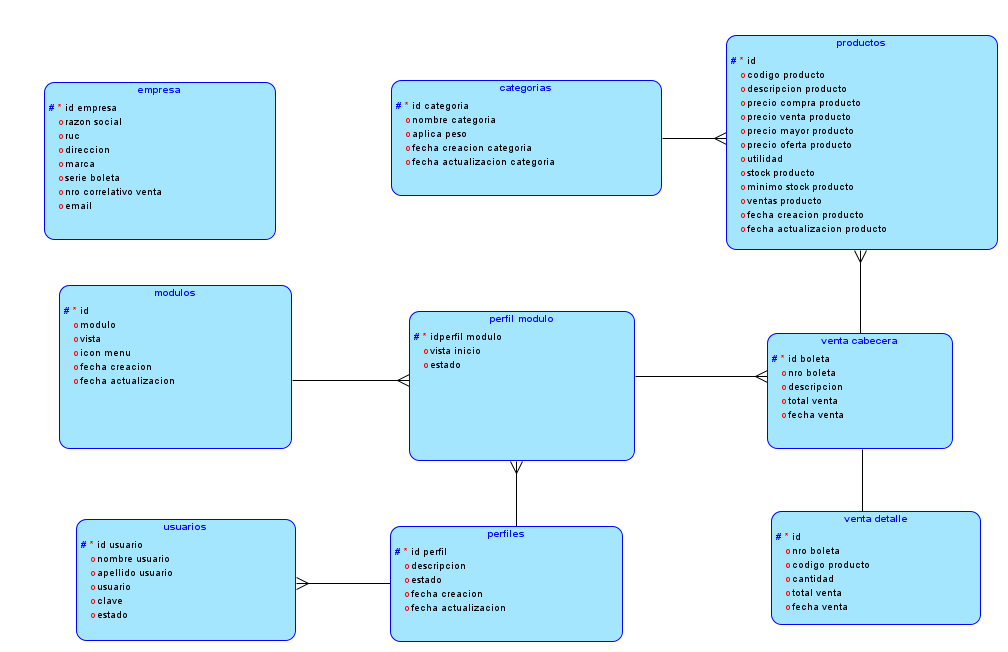 empresa
# * id empresa
o razon social
o ruc
o direccion
o marca
o serie boleta
o nro correlativo venta
o email
categorias
# * id categoria
o nombre categoria
o aplica peso
o fecha creacion categoria
o fecha actualizacion categoria
productos
# * id
o codigo producto
o descripcion producto
o precio compra producto
o precio venta producto
o precio mayor producto
o precio oferta producto
o utilidad
o stock producto
o minimo stock producto
o ventas producto
o fecha creacion producto
o fecha actualizacion producto
modulos
# * id
o modulo
o vista
o icon menu
o fecha creacion
o fecha actualizacion
perfil modulo
# * idperfil modulo
o vista inicio
o estado
venta cabecera
# * id boleta
o nro boleta
o descripcion
o total venta
o fecha venta
usuarios
# * id usuario
o nombre usuario
o apellido usuario
o usuario
o clave
o estado
perfiles
# * id perfil
o descripcion
o estado
o fecha creacion
o fecha actualizacion
venta detalle
# * id
o nro boleta
o codigo producto
o cantidad
o total venta
o fecha venta